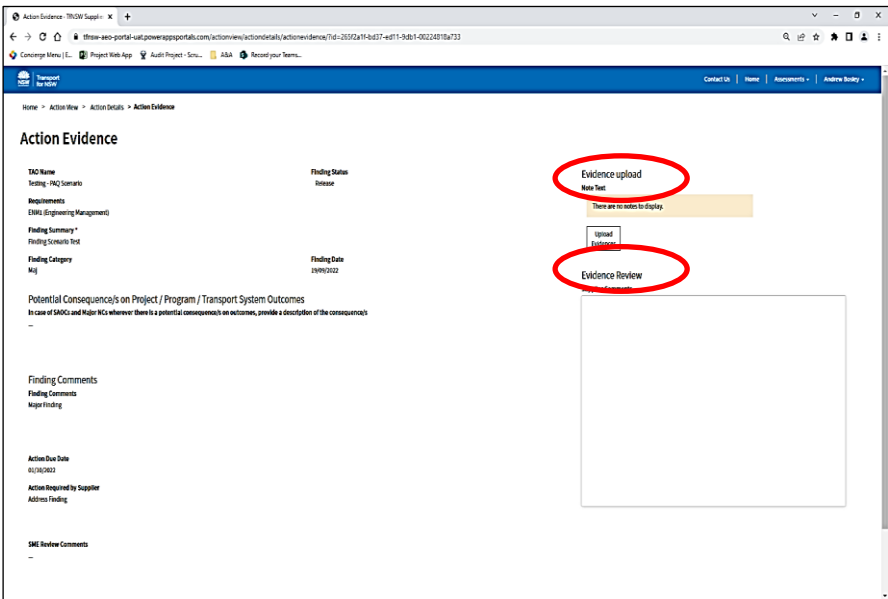 Action Evidence - TfNSW Supplie
tfnsw-aeo-portal-uat.powerappsportals.com/actionview/actiondetails/actionevidence/?id=265f2a1f-bd37-ed11-9db1-00224818a733
Concierge Menu | E... Project Web App Audit Project - Scru... A&A Record your Teams...
NSW Transport for NSW Contact Us | Home | Assessments | Andrew Bosley
Home > Action View > Action Details > Action Evidence
Action Evidence
TAO Name
Testing - PAQ Scenario
Finding Status
Release
Requirements
ENM1 (Engineering Management)
Finding Summary *
Finding Scenario Test
Finding Category
Maj
Finding Date
19/09/2022
Potential Consequence/s on Project / Program / Transport System Outcomes
In case of SAOCs and Major NCs wherever there is a potential consequence/s on outcomes, provide a description of the consequence/s
—
Finding Comments
Finding Comments
Major Finding
Action Due Date
01/10/2022
Action Required by Supplier
Address Finding
SME Review Comments
—
Evidence upload
Note Text
There are no notes to display.
Upload
Evidences
Evidence Review
Supplier Comments